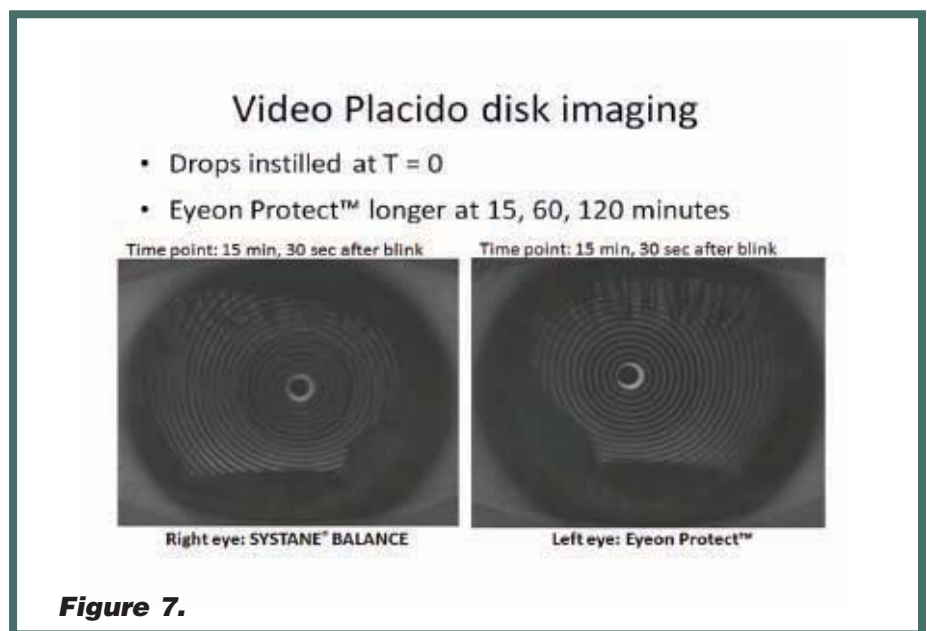 Video Placido disk imaging
• Drops instilled at T = 0
• Eyeon Protect™ longer at 15, 60, 120 minutes
Time point: 15 min, 30 sec after blink
Time point: 15 min, 30 sec after blink
Right eye: SYSTANE® BALANCE
Left eye: Eyeon Protect™
Figure 7.